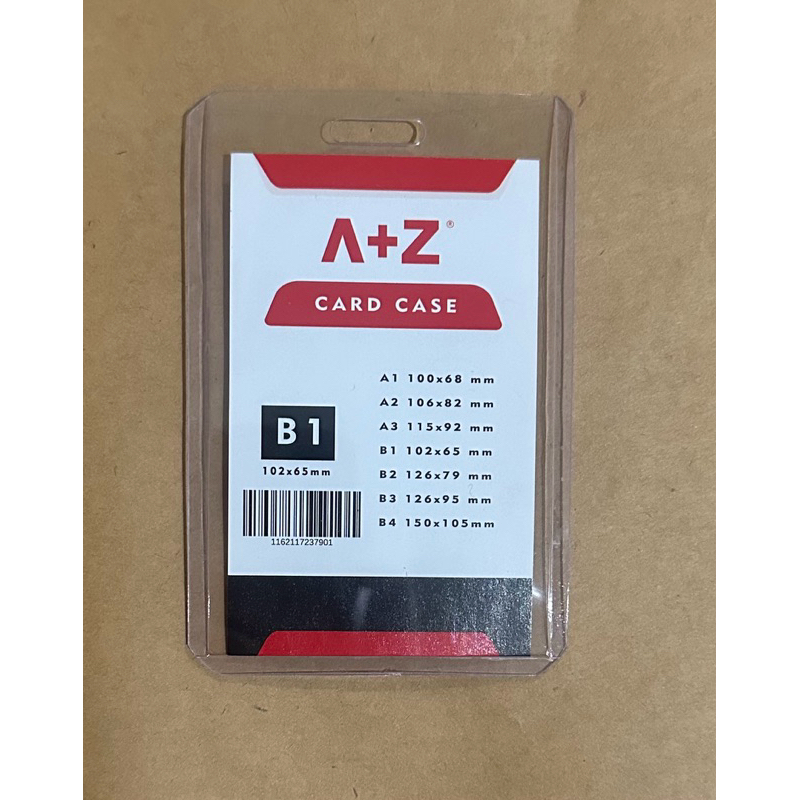 A+Z®
CARD CASE
A1 100x68 mm
A2 106x82 mm
A3 115x92 mm
B1 102x65 mm
B2 126x79 mm
B3 126x95 mm
B4 150x105mm
B1
102x65mm
1162117237901